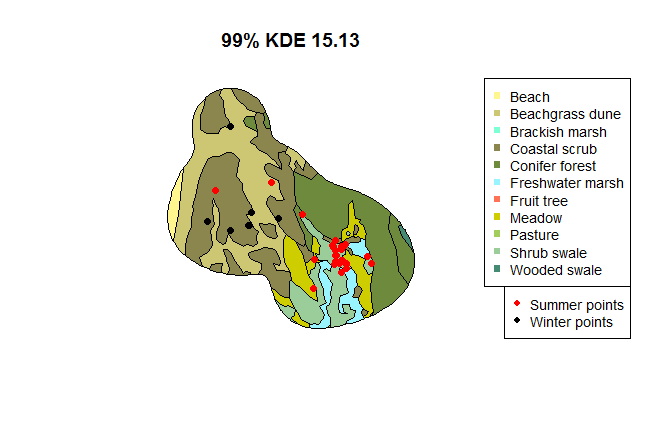 99% KDE 15.13
Beach
Beachgrass dune
Brackish marsh
Coastal scrub
Conifer forest
Freshwater marsh
Fruit tree
Meadow
Pasture
Shrub swale
Wooded swale
Summer points
Winter points